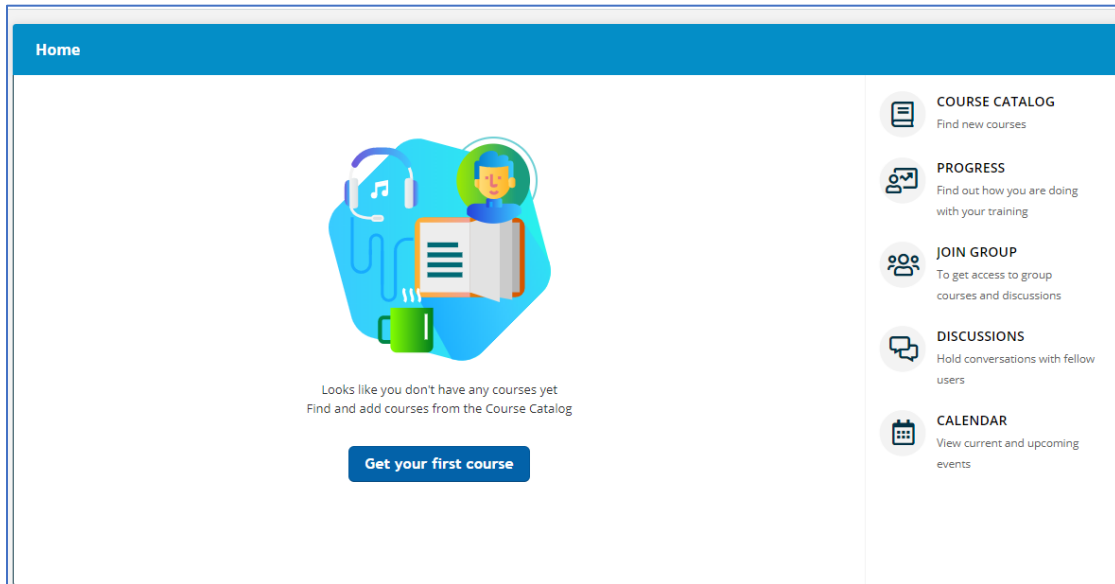 Home
Looks like you don't have any courses yet
Find and add courses from the Course Catalog
Get your first course
COURSE CATALOG
Find new courses
PROGRESS
Find out how you are doing
with your training
JOIN GROUP
To get access to group
courses and discussions
DISCUSSIONS
Hold conversations with fellow
users
CALENDAR
View current and upcoming
events